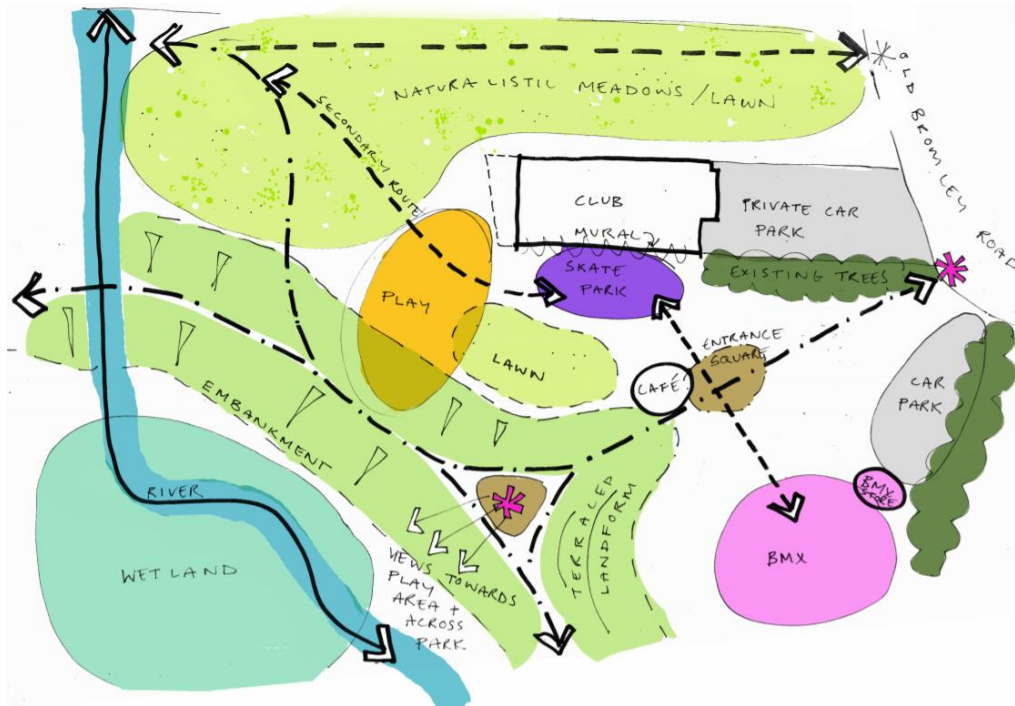 NATURALISTIC MEADOWS / LAWN
OLD BROMLEY ROAD
SECONDARY ROUTE
CLUB
MURAL
PRIVATE CAR
PARK
SKATE
PARK
EXISTING TREES
PLAY
LAWN
ENTRANCE
SQUARE
CAFÉ
CAR
PARK
EMBANKMENT
BMX
STORE
RIVER
TERRACED
LANDFORM
BMX
WETLAND
VIEWS TOWARDS
PLAY
AREA +
ACROSS
PARK